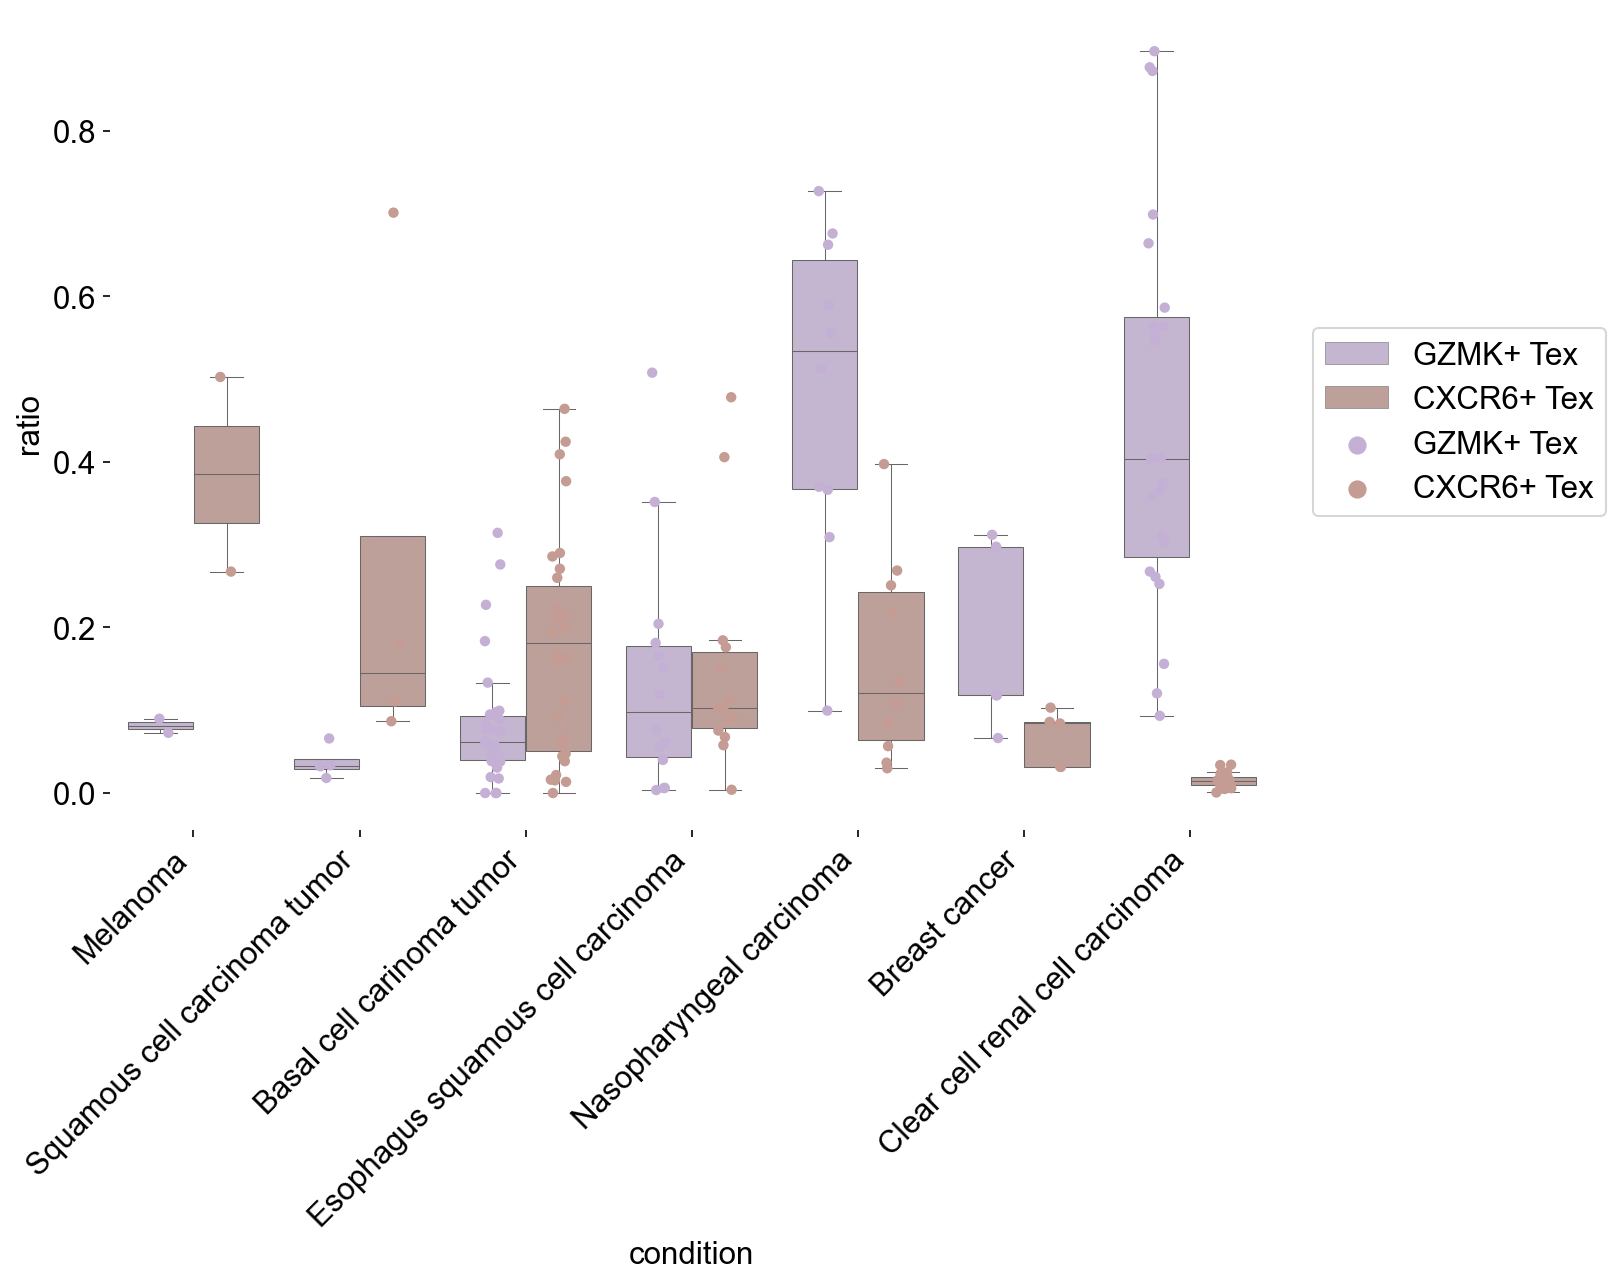 0.8
0.6
0.4
0.2
0.0
ratio
GZMK+ Tex
CXCR6+ Tex
GZMK+ Tex
CXCR6+ Tex
Melanoma
Squamous cell carcinoma tumor
Basal cell carinoma tumor
Esophagus squamous cell carcinoma
Nasopharyngeal carcinoma
Breast cancer
Clear cell renal cell carcinoma
condition